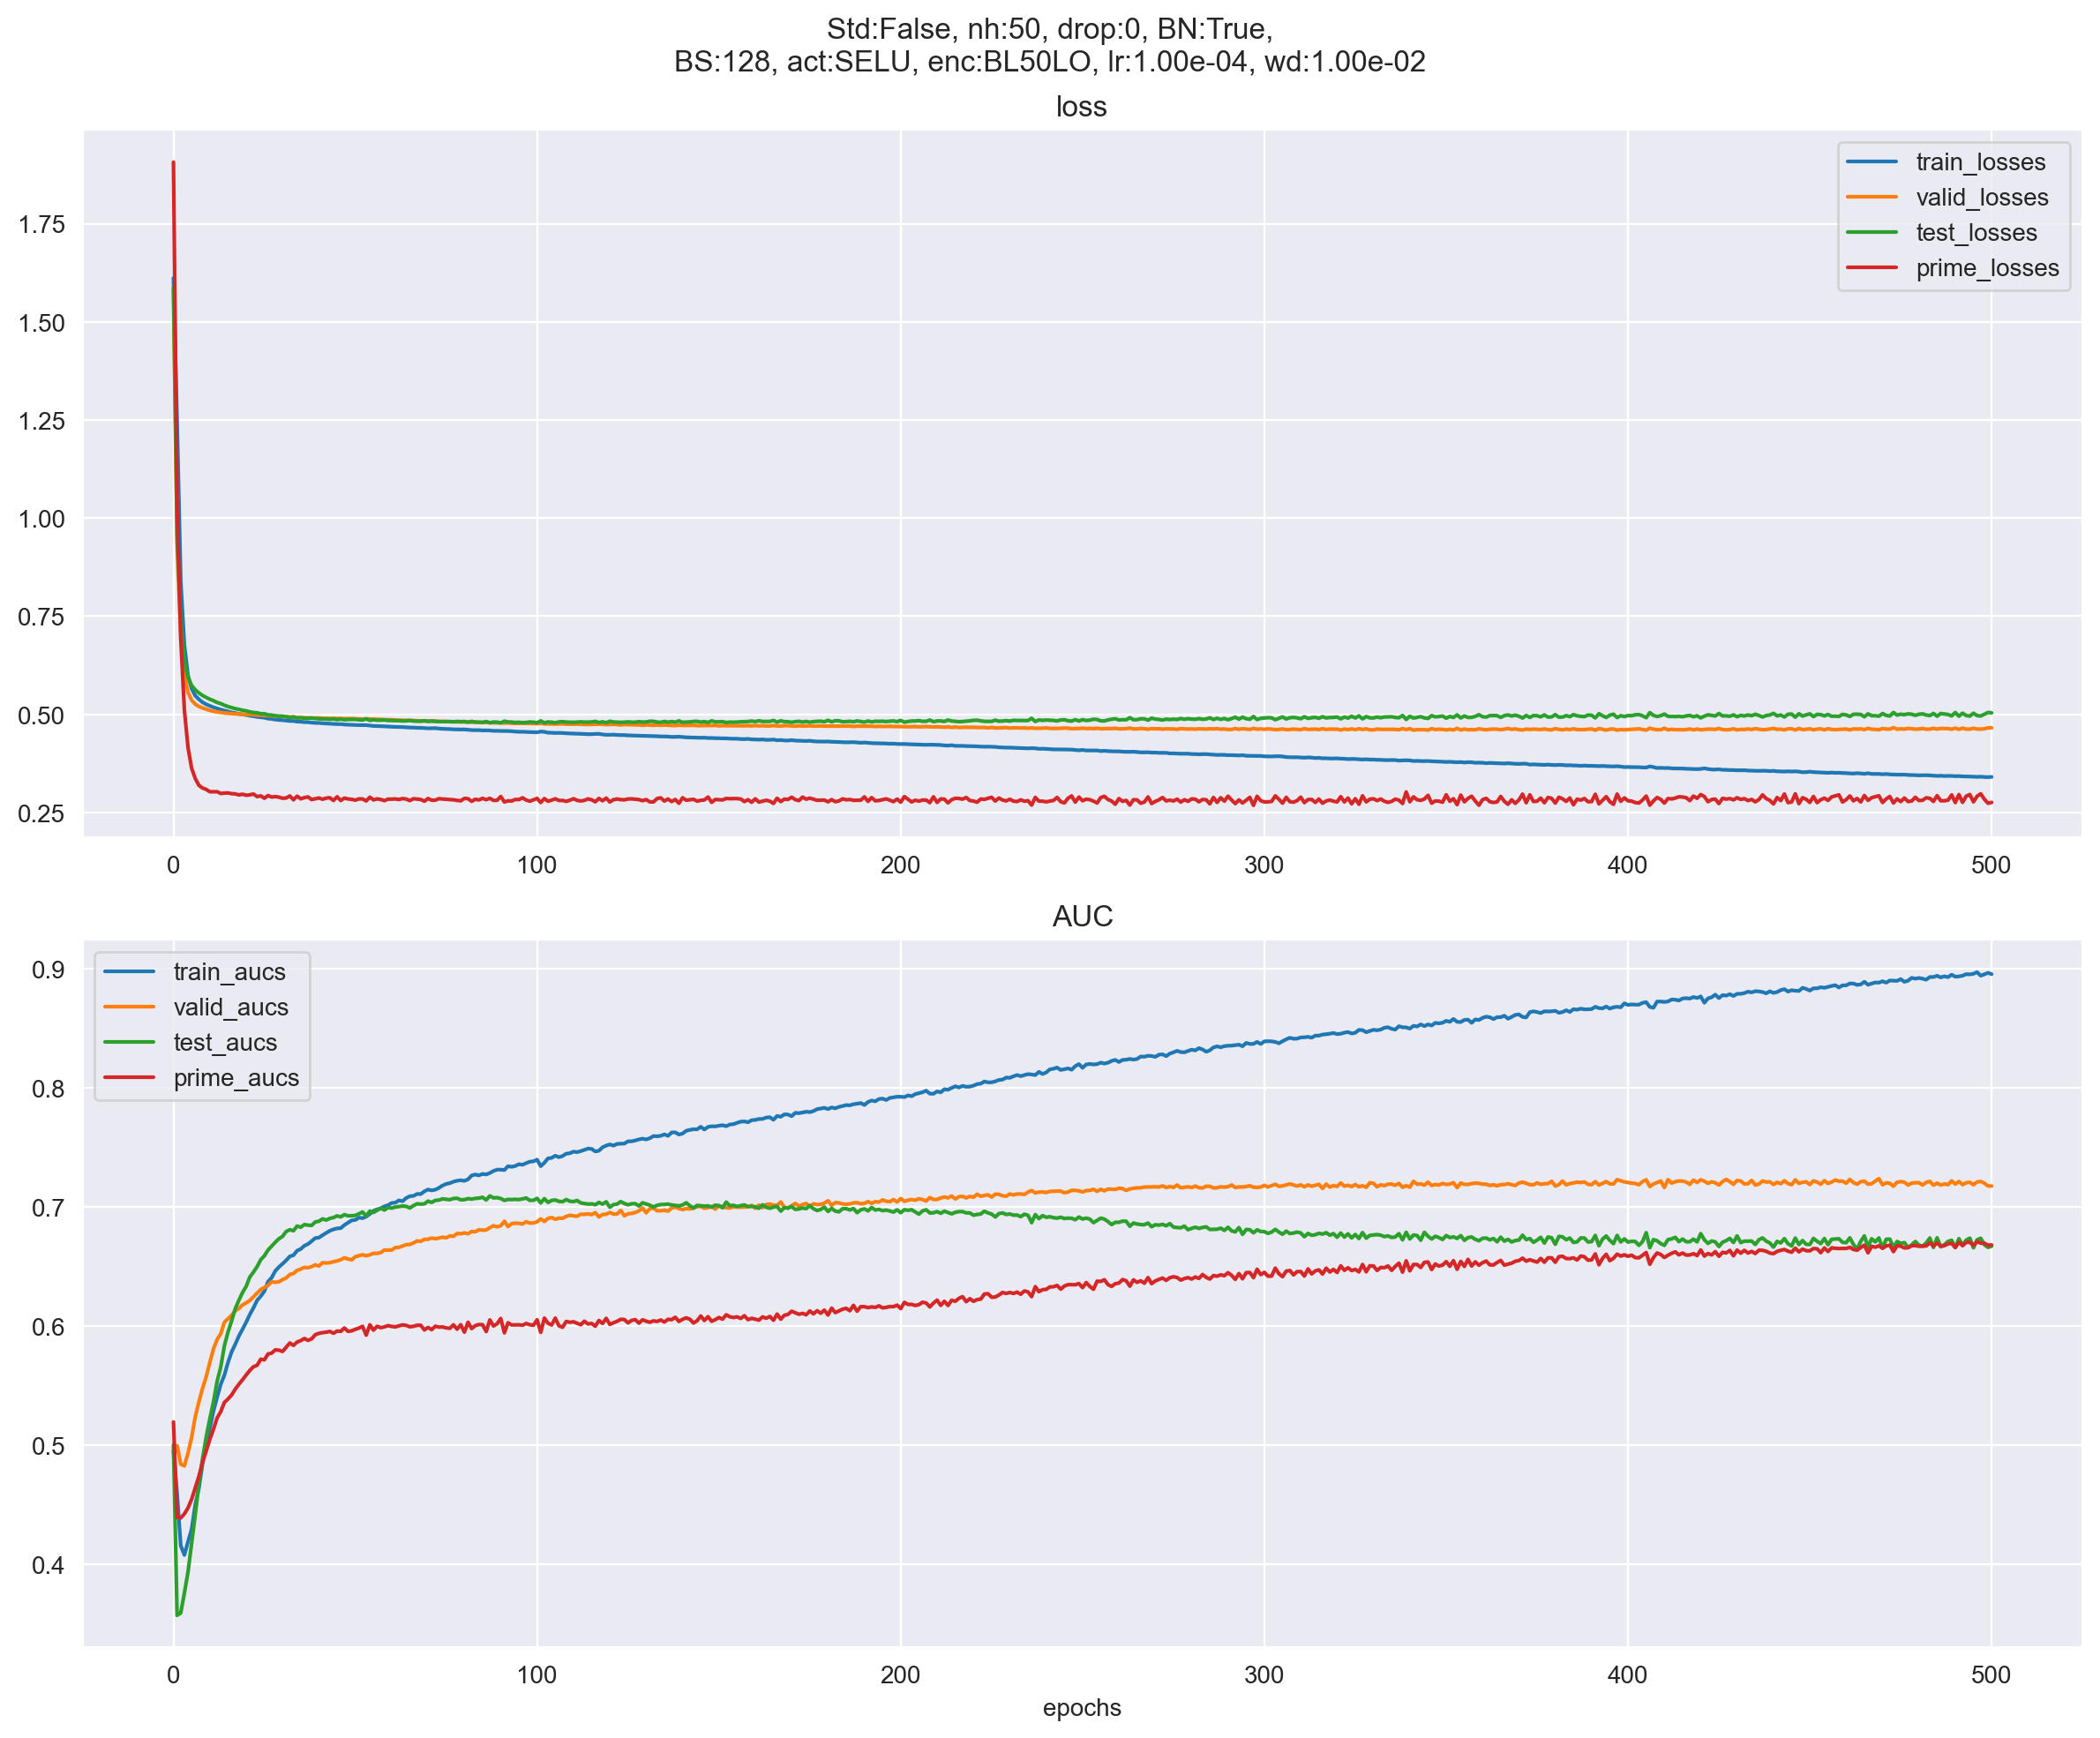 Std:False, nh:50, drop:0, BN:True,
BS:128, act:SELU, enc:BL50LO, lr:1.00e-04, wd:1.00e-02
loss
train_losses
valid_losses
test_losses
prime_losses
1.75
1.50
1.25
1.00
0.75
0.50
0.25
0 100 200 300 400 500
AUC
train_aucs
valid_aucs
test_aucs
prime_aucs
0.9
0.8
0.7
0.6
0.5
0.4
0 100 200 300 400 500
epochs